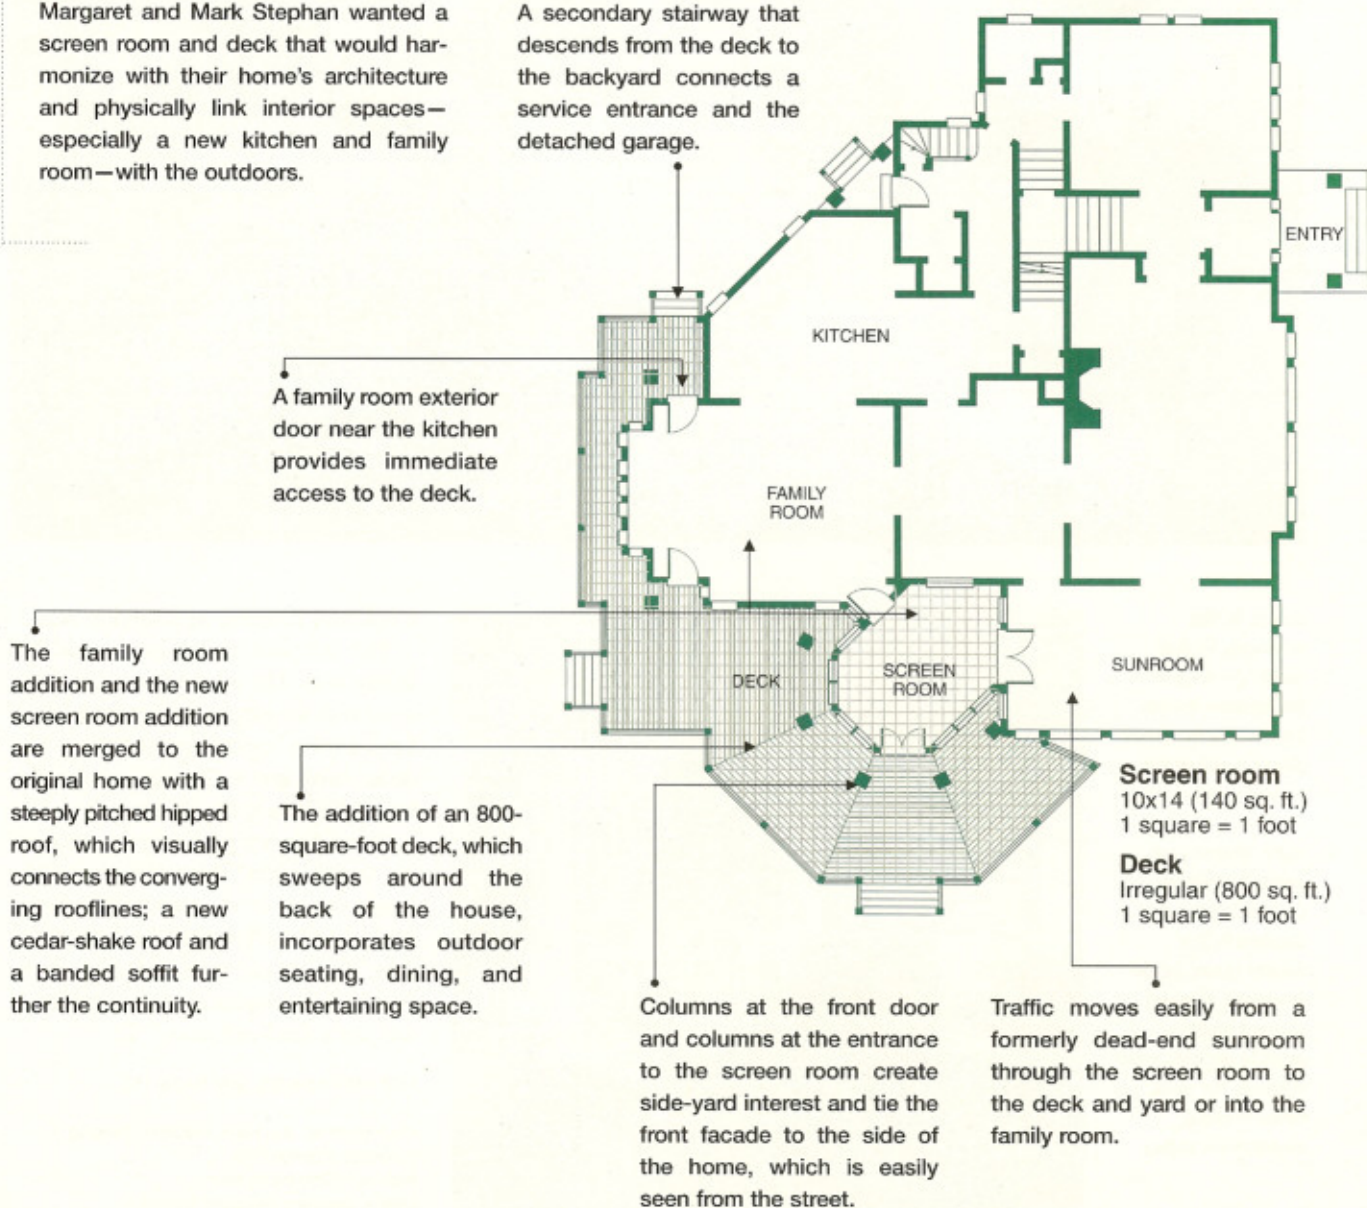 Margaret and Mark Stephan wanted a
screen room and deck that would har-
monize with their home's architecture
and physically link interior spaces—
especially a new kitchen and family
room—with the outdoors.
A secondary stairway that
descends from the deck to
the backyard connects a
service entrance and the
detached garage.
ENTRY
KITCHEN
A family room exterior
door near the kitchen
provides immediate
access to the deck.
FAMILY
ROOM
The family room
addition and the new
screen room addition
are merged to the
original home with a
steeply pitched hipped
roof, which visually
connects the converg-
ing rooflines; a new
cedar-shake roof and
a banded soffit fur-
ther the continuity.
DECK
SCREEN
ROOM
SUNROOM
The addition of an 800-
square-foot deck, which
sweeps around the
back of the house,
incorporates outdoor
seating, dining, and
entertaining space.
Screen room
10x14 (140 sq. ft.)
1 square = 1 foot
Deck
Irregular (800 sq. ft.)
1 square = 1 foot
Columns at the front door
and columns at the entrance
to the screen room create
side-yard interest and tie the
front facade to the side of
the home, which is easily
seen from the street.
Traffic moves easily from a
formerly dead-end sunroom
through the screen room to
the deck and yard or into the
family room.